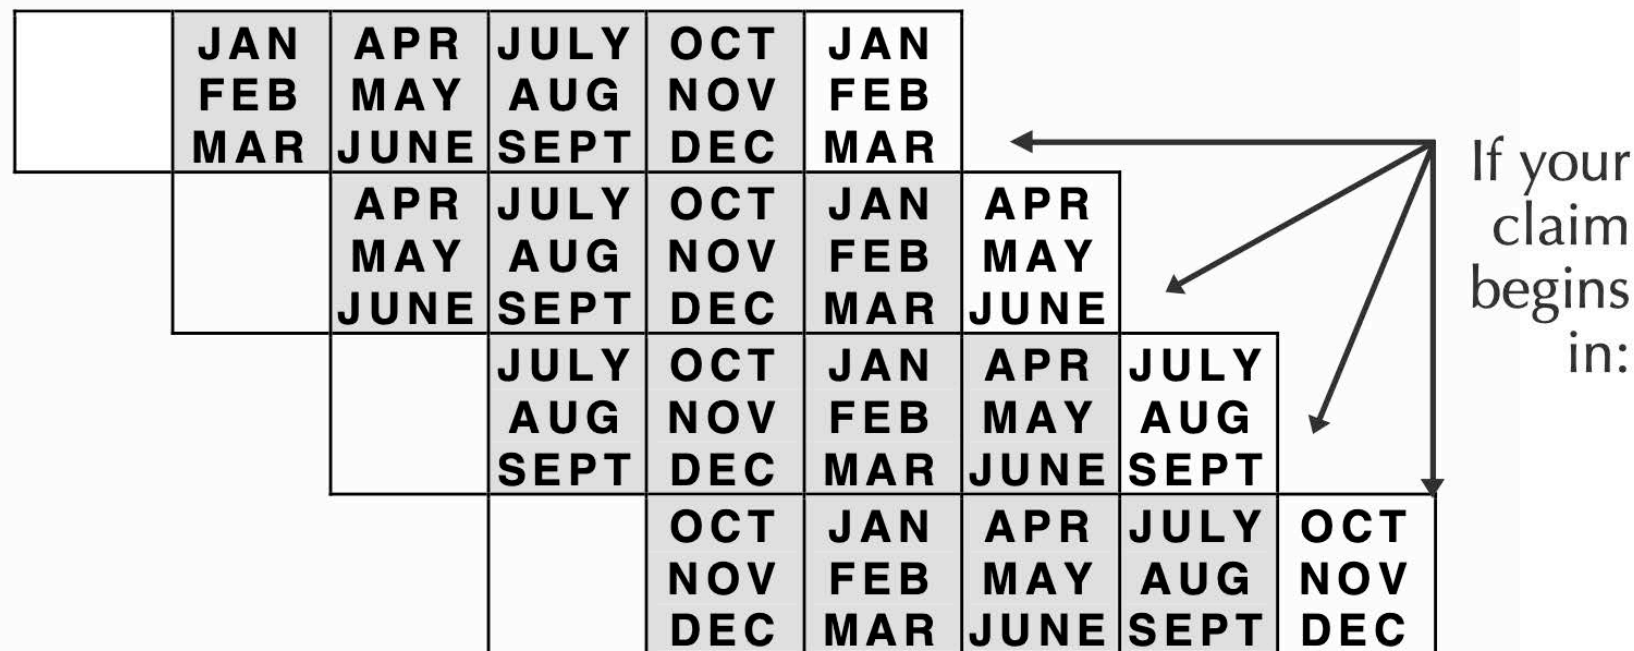 JAN APR JULY OCT JAN
FEB MAY AUG NOV FEB
MAR JUNE SEPT DEC MAR
APR JULY OCT JAN APR
MAY AUG NOV FEB MAY
JUNE SEPT DEC MAR JUNE
JULY OCT JAN APR JULY
AUG NOV FEB MAY AUG
SEPT DEC MAR JUNE SEPT
OCT JAN APR JULY OCT
NOV FEB MAY AUG NOV
DEC MAR JUNE SEPT DEC
If your
claim
begins
in: